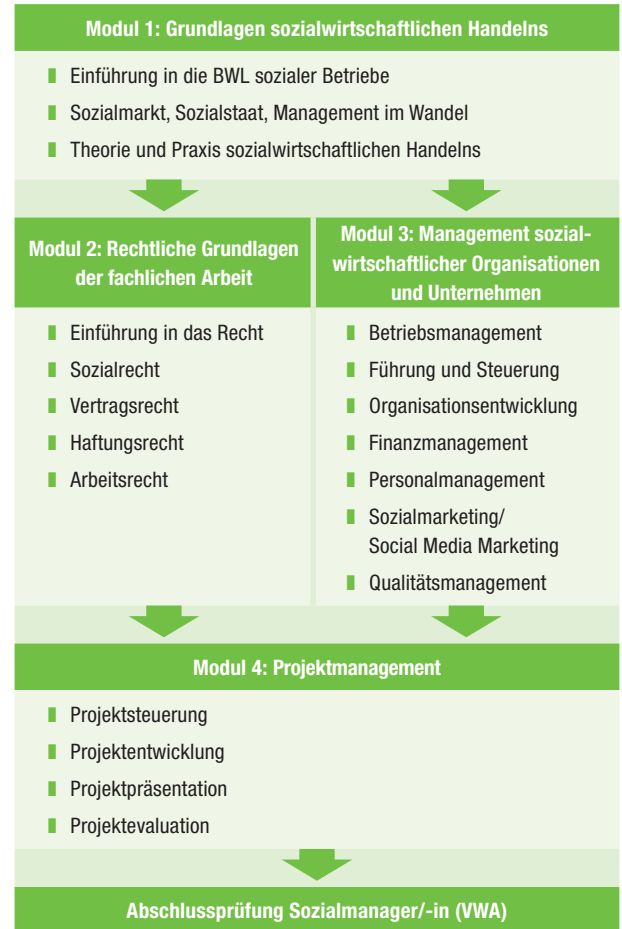 Modul 1: Grundlagen sozialwirtschaftlichen Handelns
Einführung in die BWL sozialer Betriebe
Sozialmarkt, Sozialstaat, Management im Wandel
Theorie und Praxis sozialwirtschaftlichen Handelns
Modul 2: Rechtliche Grundlagen
der fachlichen Arbeit
Einführung in das Recht
Sozialrecht
Vertragsrecht
Haftungsrecht
Arbeitsrecht
Modul 3: Management sozial-
wirtschaftlicher Organisationen
und Unternehmen
Betriebsmanagement
Führung und Steuerung
Organisationsentwicklung
Finanzmanagement
Personalmanagement
Sozialmarketing/
Social Media Marketing
Qualitätsmanagement
Modul 4: Projektmanagement
Projektsteuerung
Projektentwicklung
Projektpräsentation
Projektevaluation
Abschlussprüfung Sozialmanager/-in (VWA)